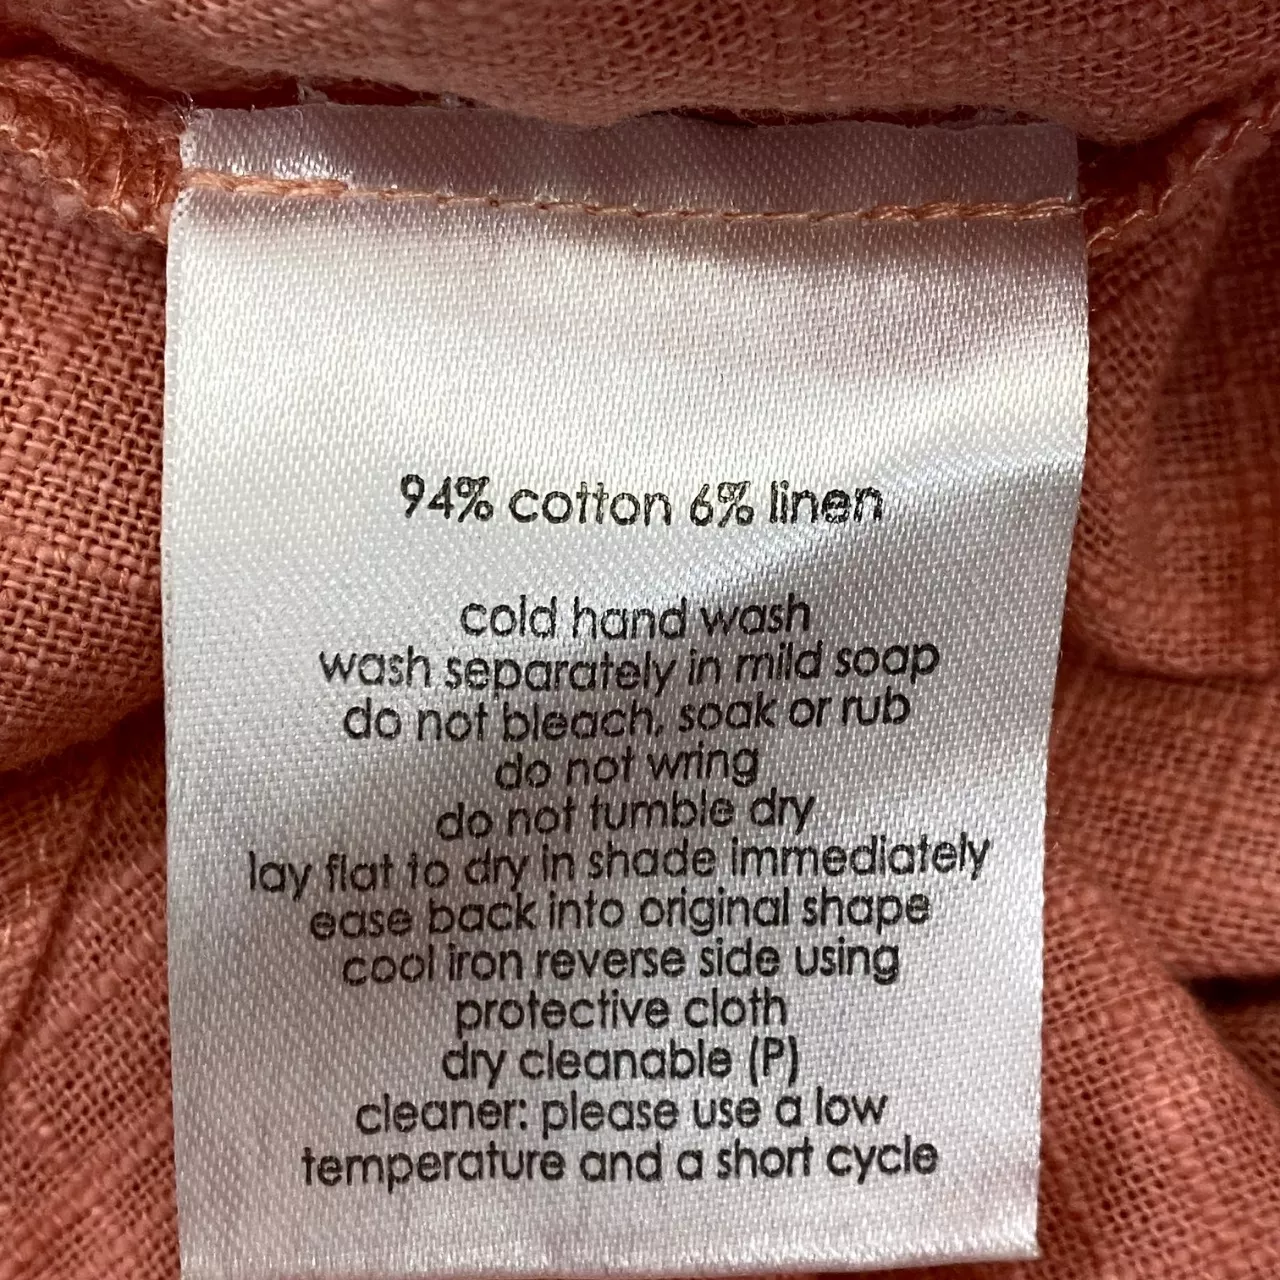 94% cotton 6% linen
cold hand wash
wash separately in mild soap
do not bleach, soak or rub
do not wring
do not tumble dry
lay flat to dry in shade immediately
ease back into original shape
cool iron reverse side using
protective cloth
dry cleanable (P)
cleaner: please use a low
temperature and a short cycle